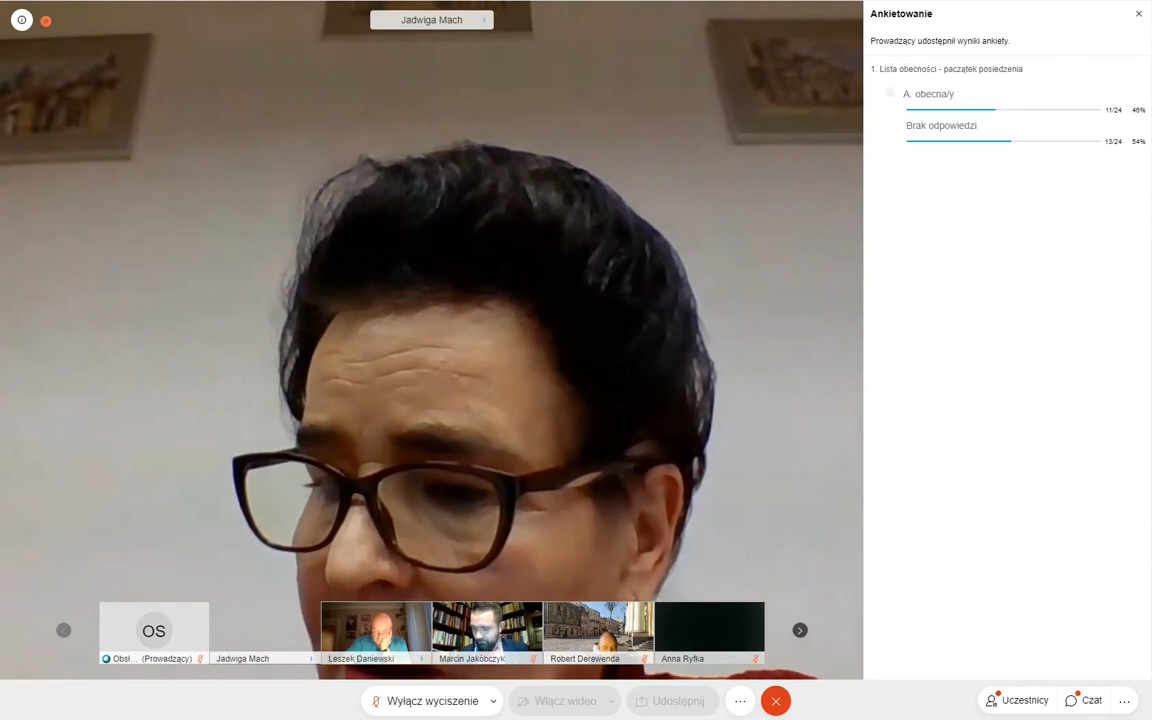 Jadwiga Mach
Ankietowanie
Prowadzący udostępnił wyniki ankiety.
1. Lista obecności - paczątek posiedzenia
A. obecna/y
11/24 46%
Brak odpowiedzi
13/24 54%
OS
Obsł... (Prowadzący)
Jadwiga Mach
Leszek Daniewski
Marcin Jakóbczyk
Robert Derewenda
Anna Ryfka
Wyłącz wyciszenie
Włącz wideo
Udostępnij
Uczestnicy
Czat